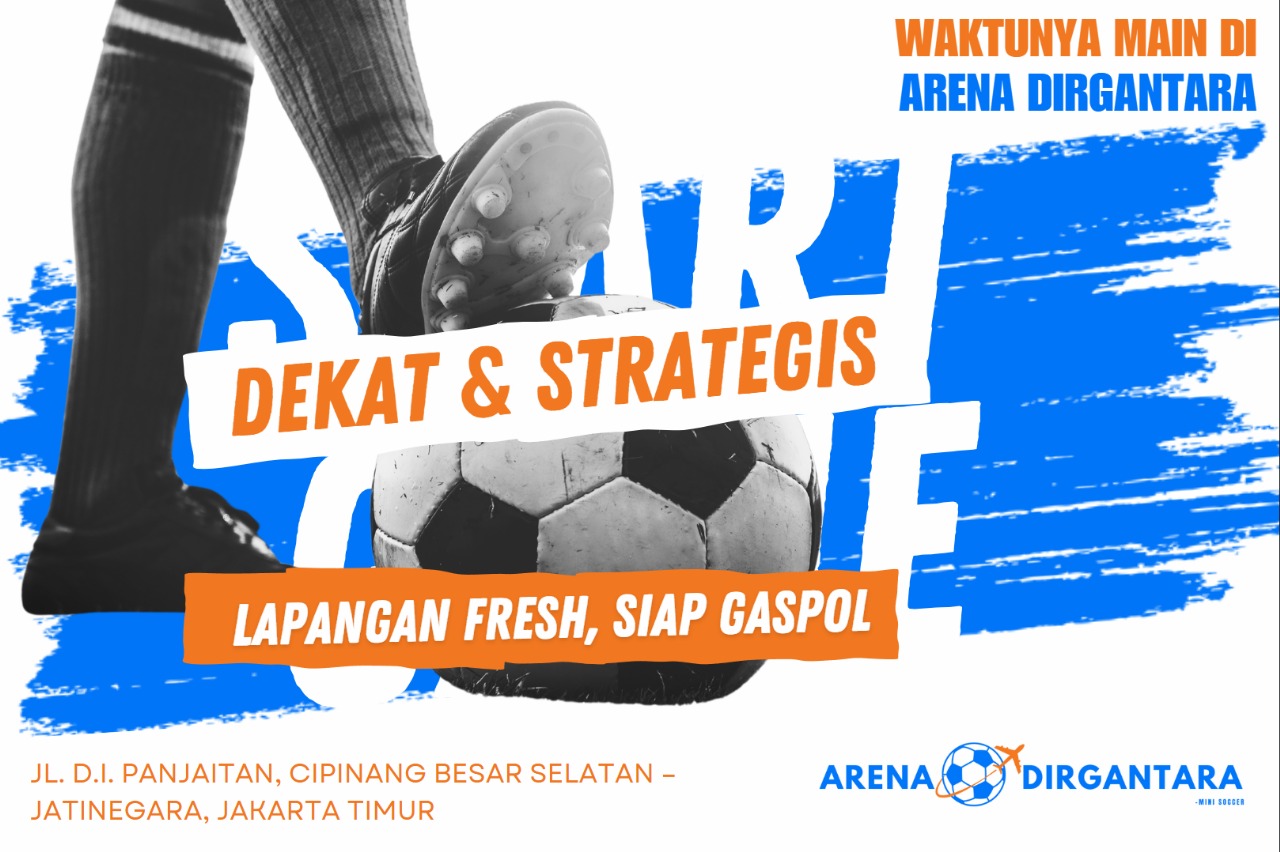 WAKTUNYA MAIN DI
ARENA DIRGANTARA
DEKAT & STRATEGIS
LAPANGAN FRESH, SIAP GASPOL
JL. D.I. PANJAITAN, CIPINANG BESAR SELATAN –
JATINEGARA, JAKARTA TIMUR
ARENA DIRGANTARA
-MINI SOCCER